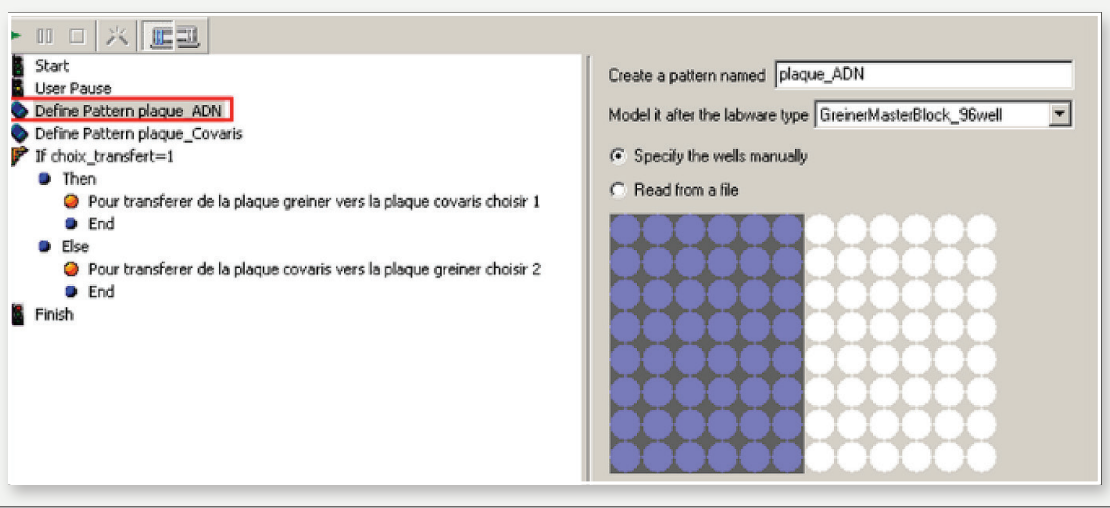 Start
User Pause
Define Pattern plaque_ADN
Define Pattern plaque_Covaris
If choix_transfert=1
Then
Pour transferer de la plaque greiner vers la plaque covaris choisir 1
End
Else
Pour transferer de la plaque covaris vers la plaque greiner choisir 2
End
Finish
Create a pattern named plaque_ADN
Model it after the labware type GreinerMasterBlock_96well
Specify the wells manually
Read from a file